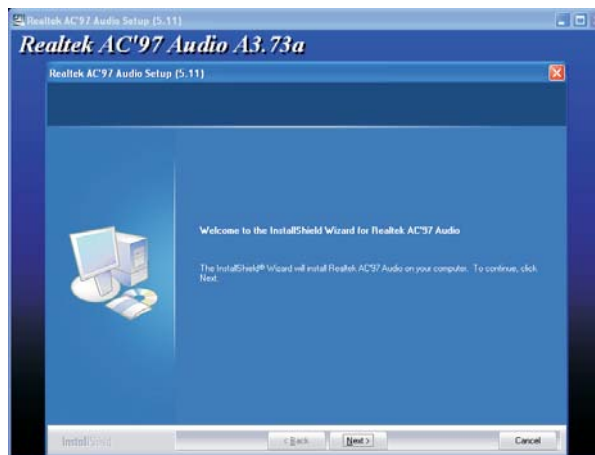 Realtek AC'97 Audio Setup (5.11)
Realtek AC'97 Audio A3.73a
Realtek AC'97 Audio Setup (5.11)
Welcome to the InstallShield Wizard for Realtek AC'97 Audio
The InstallShield® Wizard will install Realtek AC'97 Audio on your computer. To continue, click
Next.
InstallShield
< Back
Next >
Cancel